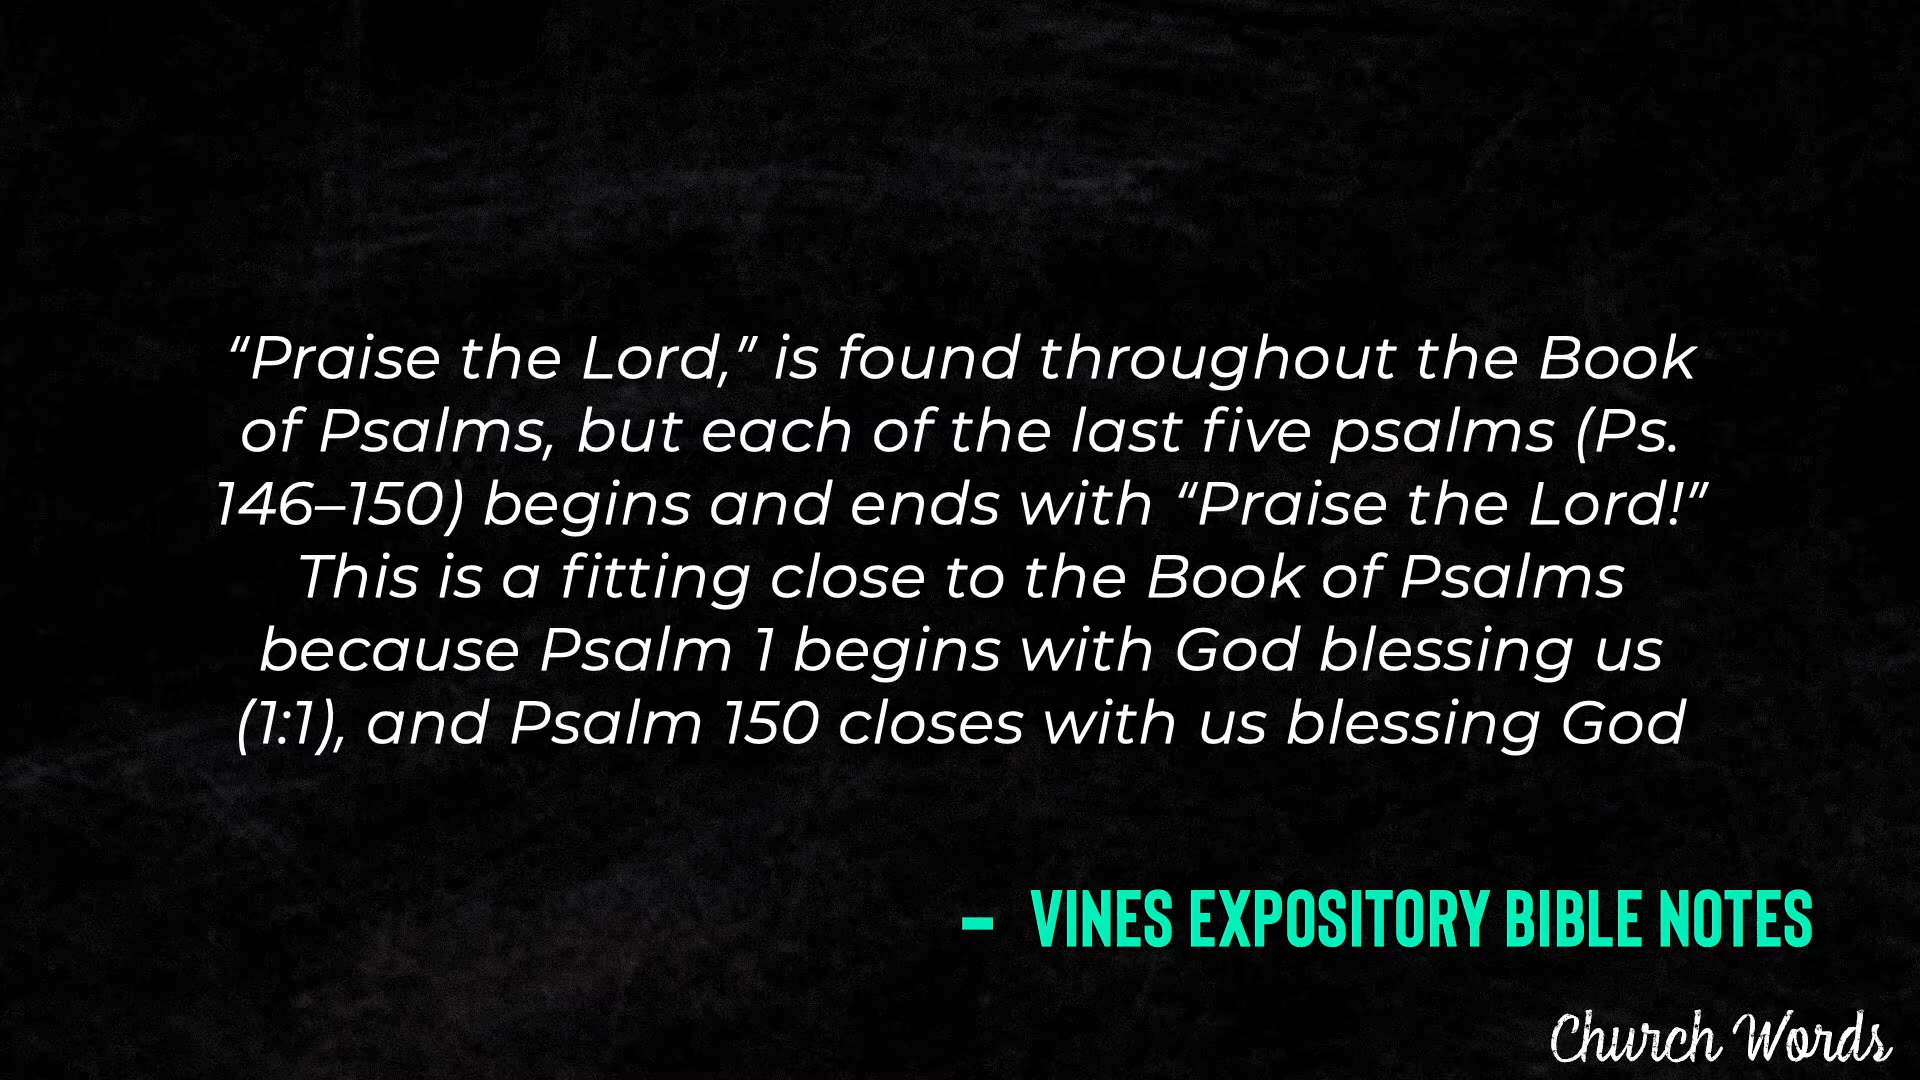 “Praise the Lord,” is found throughout the Book
of Psalms, but each of the last five psalms (Ps.
146–150) begins and ends with “Praise the Lord!”
This is a fitting close to the Book of Psalms
because Psalm 1 begins with God blessing us
(1:1), and Psalm 150 closes with us blessing God
– VINES EXPOSITORY BIBLE NOTES
Church Words